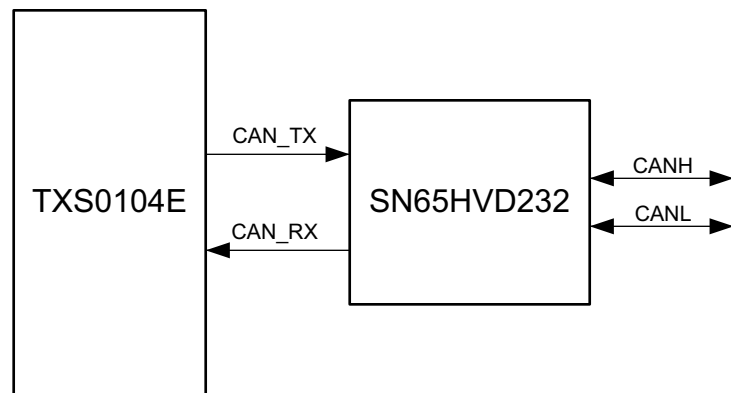 CAN_TX
CANH
TXS0104E
SN65HVD232
CANL
CAN_RX